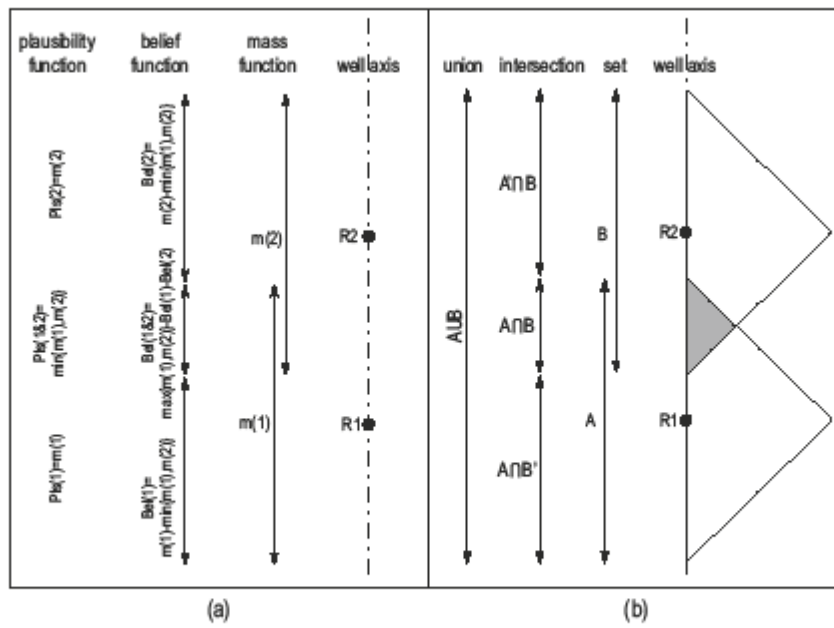 plausibility function
belief function
mass function
well axis
Pls(2)=m(2)
Bel(2)=
m(2)-min(m(1),m(2))
m(2)
R2
Pls(1&2)=
min(m(1),m(2))
Bel(1&2)=
max(m(1),m(2))-Bel(1)-Bel(2)
m(1)
R1
Pls(1)=m(1)
Bel(1)=
m(1)-min(m(1),m(2))
(a)
union
intersection
set
well axis
A'∩B
B
R2
A∪B
A∩B
A
R1
A∩B'
(b)